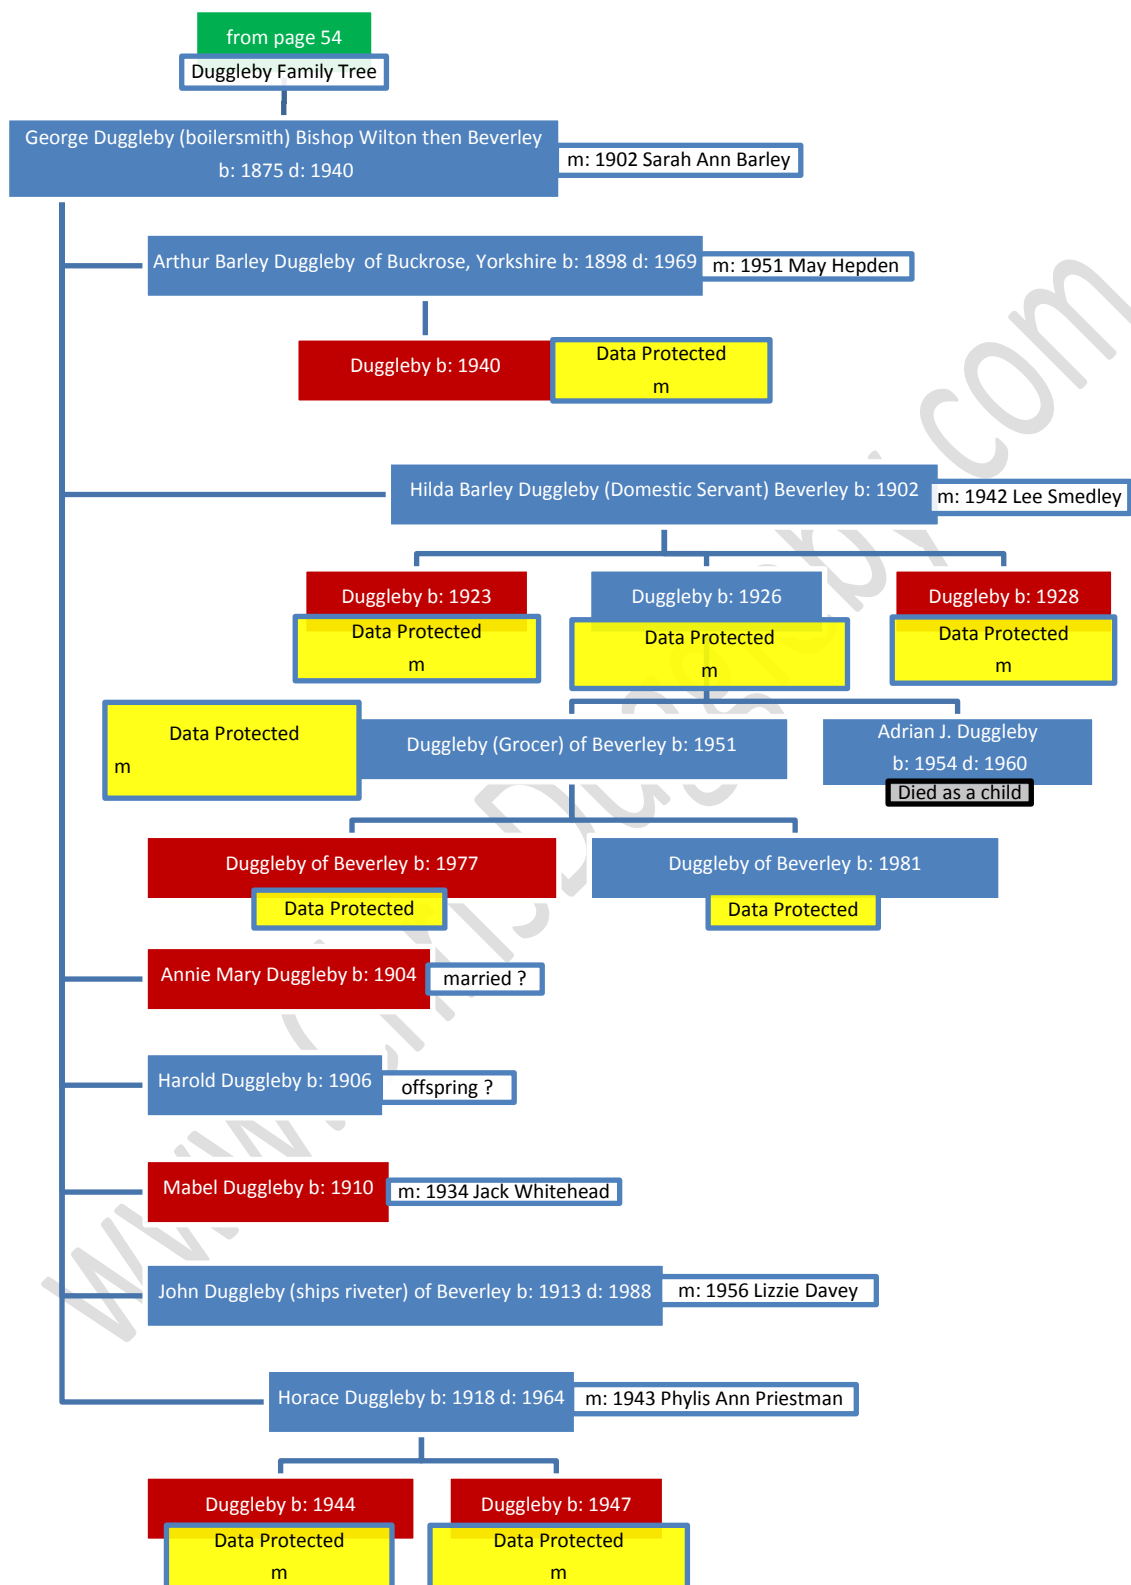 from page 54
Duggleby Family Tree
George Duggleby (boilersmith) Bishop Wilton then Beverley
b: 1875 d: 1940
m: 1902 Sarah Ann Barley
Arthur Barley Duggleby of Buckrose, Yorkshire b: 1898 d: 1969
m: 1951 May Hepden
Duggleby b: 1940
Data Protected
m
Hilda Barley Duggleby (Domestic Servant) Beverley b: 1902
m: 1942 Lee Smedley
Duggleby b: 1923
Data Protected
m
Duggleby b: 1926
Data Protected
m
Duggleby b: 1928
Data Protected
m
Data Protected
m
Duggleby (Grocer) of Beverley b: 1951
Adrian J. Duggleby
b: 1954 d: 1960
Died as a child
Duggleby of Beverley b: 1977
Data Protected
Duggleby of Beverley b: 1981
Data Protected
Annie Mary Duggleby b: 1904
married ?
Harold Duggleby b: 1906
offspring ?
Mabel Duggleby b: 1910
m: 1934 Jack Whitehead
John Duggleby (ships riveter) of Beverley b: 1913 d: 1988
m: 1956 Lizzie Davey
Horace Duggleby b: 1918 d: 1964
m: 1943 Phylis Ann Priestman
Duggleby b: 1944
Data Protected
m
Duggleby b: 1947
Data Protected
m